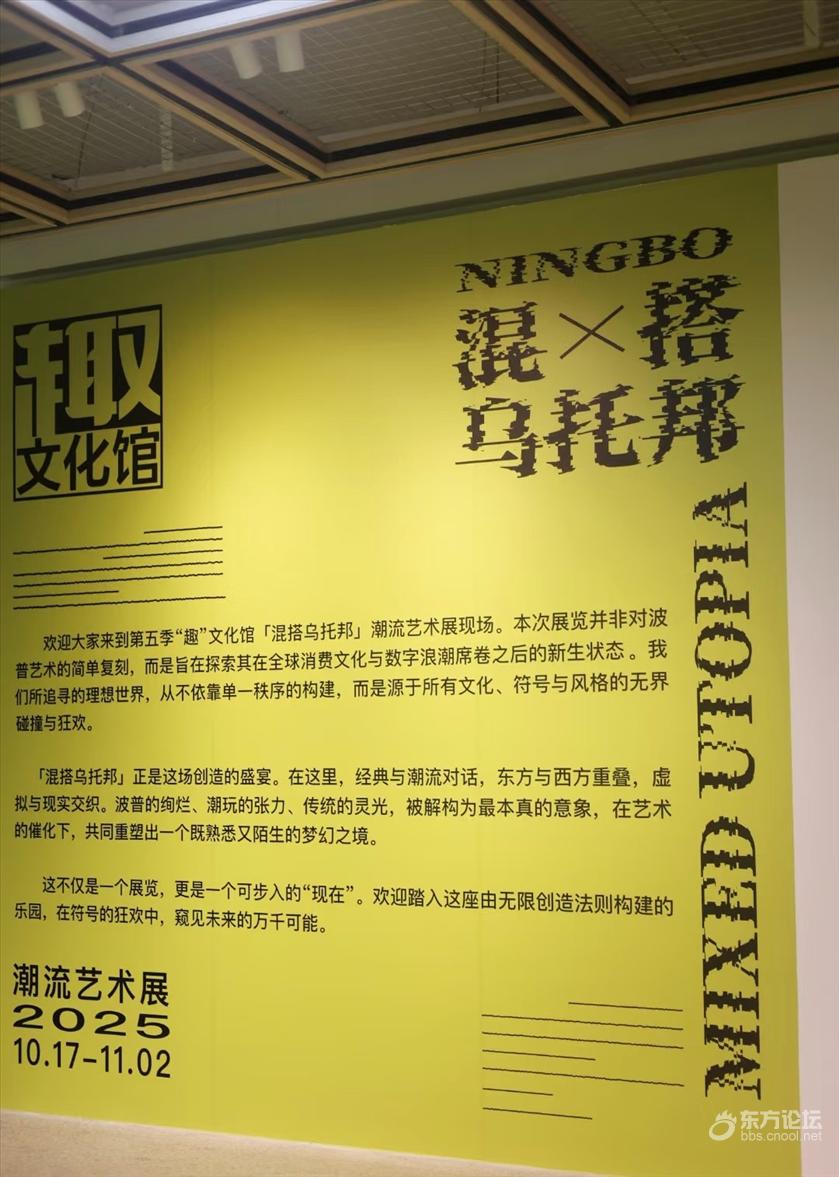 NINGBO
混×搭
乌托邦
趣
文化馆
MIXED UTOPIA
欢迎大家来到第五季“趣”文化馆「混搭乌托邦」潮流艺术展现场。本次展览并非对波
普艺术的简单复刻，而是旨在探索其在全球消费文化与数字浪潮席卷之后的新生状态。我
们所追寻的理想世界，从不依靠单一秩序的构建，而是源于所有文化、符号与风格的无界
碰撞与狂欢。
「混搭乌托邦」正是这场创造的盛宴。在这里，经典与潮流对话，东方与西方重叠，虚
拟与现实交织。波普的绚烂、潮玩的张力、传统的灵光，被解构为最本真的意象，在艺术
的催化下，共同重塑出一个既熟悉又陌生的梦幻之境。
这不仅是一个展览，更是一个可步入的“现在”。欢迎踏入这座由无限创造法则构建的
乐园，在符号的狂欢中，窥见未来的万千可能。
潮流艺术展
2025
10.17-11.02
东方论坛
bbs.cnool.net